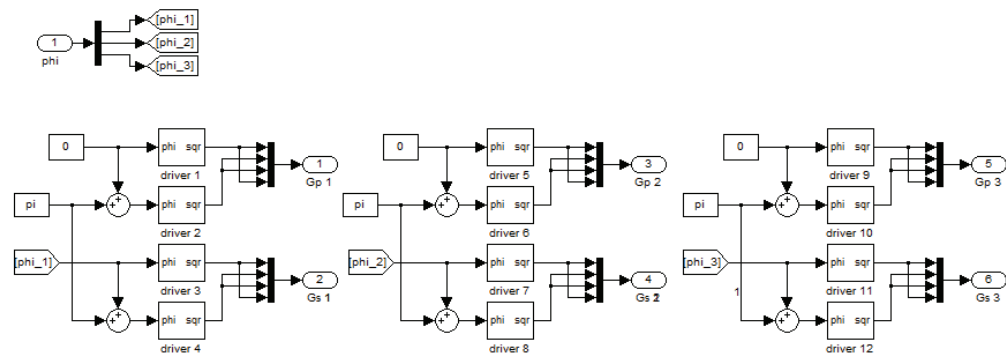 [phi_1]
1
[phi_2]
phi
[phi_3]
0 phi sqr 1 0 phi sqr 3 0 phi sqr 5
driver 1 Gp 1 driver 5 Gp 2 driver 9 Gp 3
pi phi sqr pi phi sqr pi phi sqr
driver 2 driver 6 driver 10
[phi_1] phi sqr 2 [phi_2] phi sqr 4 [phi_3] phi sqr 6
driver 3 Gs 1 driver 7 Gs 1 driver 11 Gs 3
1
phi sqr phi sqr phi sqr
driver 4 driver 8 driver 12